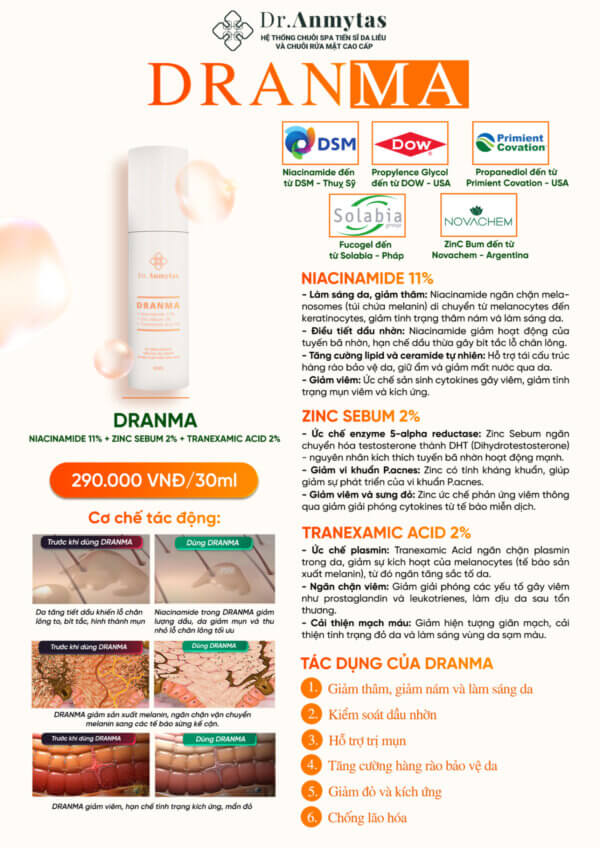 Dr.Anmytas
HỆ THỐNG CHUỖI SPA TIẾN SĨ DA LIỄU
VÀ CHUỖI RỬA MẶT CAO CẤP
DRANMA
DSM
Niacinamide đến
từ DSM - Thuỵ Sỹ
DOW
Propylence Glycol
đến từ DOW - USA
Primient
Covation
Propanediol đến từ
Primient Covation - USA
Solabia
group
Fucogel đến
từ Solabia - Pháp
NOVACHEM
ZinC Bum đến từ
Novachem - Argentina
Dr.Anmytas
DRANMA
DRANMA
NIACINAMIDE 11% + ZINC SEBUM 2% + TRANEXAMIC ACID 2%
290.000 VNĐ/30ml
Cơ chế tác động:
Trước khi dùng DRANMA
Dùng DRANMA
Da tăng tiết dầu khiến lỗ chân
lông to, bít tắc, hình thành mụn
Niacinamide trong DRANMA giảm
lượng dầu, da giảm mụn và thu
nhỏ lỗ chân lông tối ưu
Trước khi dùng DRANMA
Dùng DRANMA
DRANMA giảm sản xuất melanin, ngăn chặn vận chuyển
melanin sang các tế bào sừng kế cận.
Trước khi dùng DRANMA
Dùng DRANMA
DRANMA giảm viêm, hạn chế tình trạng kích ứng, mẩn đỏ
NIACINAMIDE 11%
- Làm sáng da, giảm thâm: Niacinamide ngăn chặn mela-
nosomes (túi chứa melanin) di chuyển từ melanocytes đến
keratinocytes, giảm tình trạng thâm nám và làm sáng da.
- Điều tiết dầu nhờn: Niacinamide giảm hoạt động của
tuyến bã nhờn, hạn chế dầu thừa gây bít tắc lỗ chân lông.
- Tăng cường lipid và ceramide tự nhiên: Hỗ trợ tái cấu trúc
hàng rào bảo vệ da, giữ ẩm và giảm mất nước qua da.
- Giảm viêm: Ức chế sản sinh cytokines gây viêm, giảm tình
trạng mụn viêm và kích ứng.
ZINC SEBUM 2%
- Ức chế enzyme 5-alpha reductase: Zinc Sebum ngăn
chuyển hóa testosterone thành DHT (Dihydrotestosterone)
- nguyên nhân kích thích tuyến bã nhờn hoạt động mạnh.
- Giảm vi khuẩn P.acnes: Zinc có tính kháng khuẩn, giúp
giảm sự phát triển của vi khuẩn P.acnes.
- Giảm viêm và sưng đỏ: Zinc ức chế phản ứng viêm thông
qua giảm giải phóng cytokines từ tế bào miễn dịch.
TRANEXAMIC ACID 2%
- Ức chế plasmin: Tranexamic Acid ngăn chặn plasmin
trong da, giảm sự kích hoạt của melanocytes (tế bào sản
xuất melanin), từ đó ngăn tăng sắc tố da.
- Ngăn chặn viêm: Giảm giải phóng các yếu tố gây viêm
như prostaglandin và leukotrienes, làm dịu da sau tổn
thương.
- Cải thiện mạch máu: Giảm hiện tượng giãn mạch, cải
thiện tình trạng đỏ da và làm sáng vùng da sạm màu.
TÁC DỤNG CỦA DRANMA
1. Giảm thâm, giảm nám và làm sáng da
2. Kiểm soát dầu nhờn
3. Hỗ trợ trị mụn
4. Tăng cường hàng rào bảo vệ da
5. Giảm đỏ và kích ứng
6. Chống lão hóa